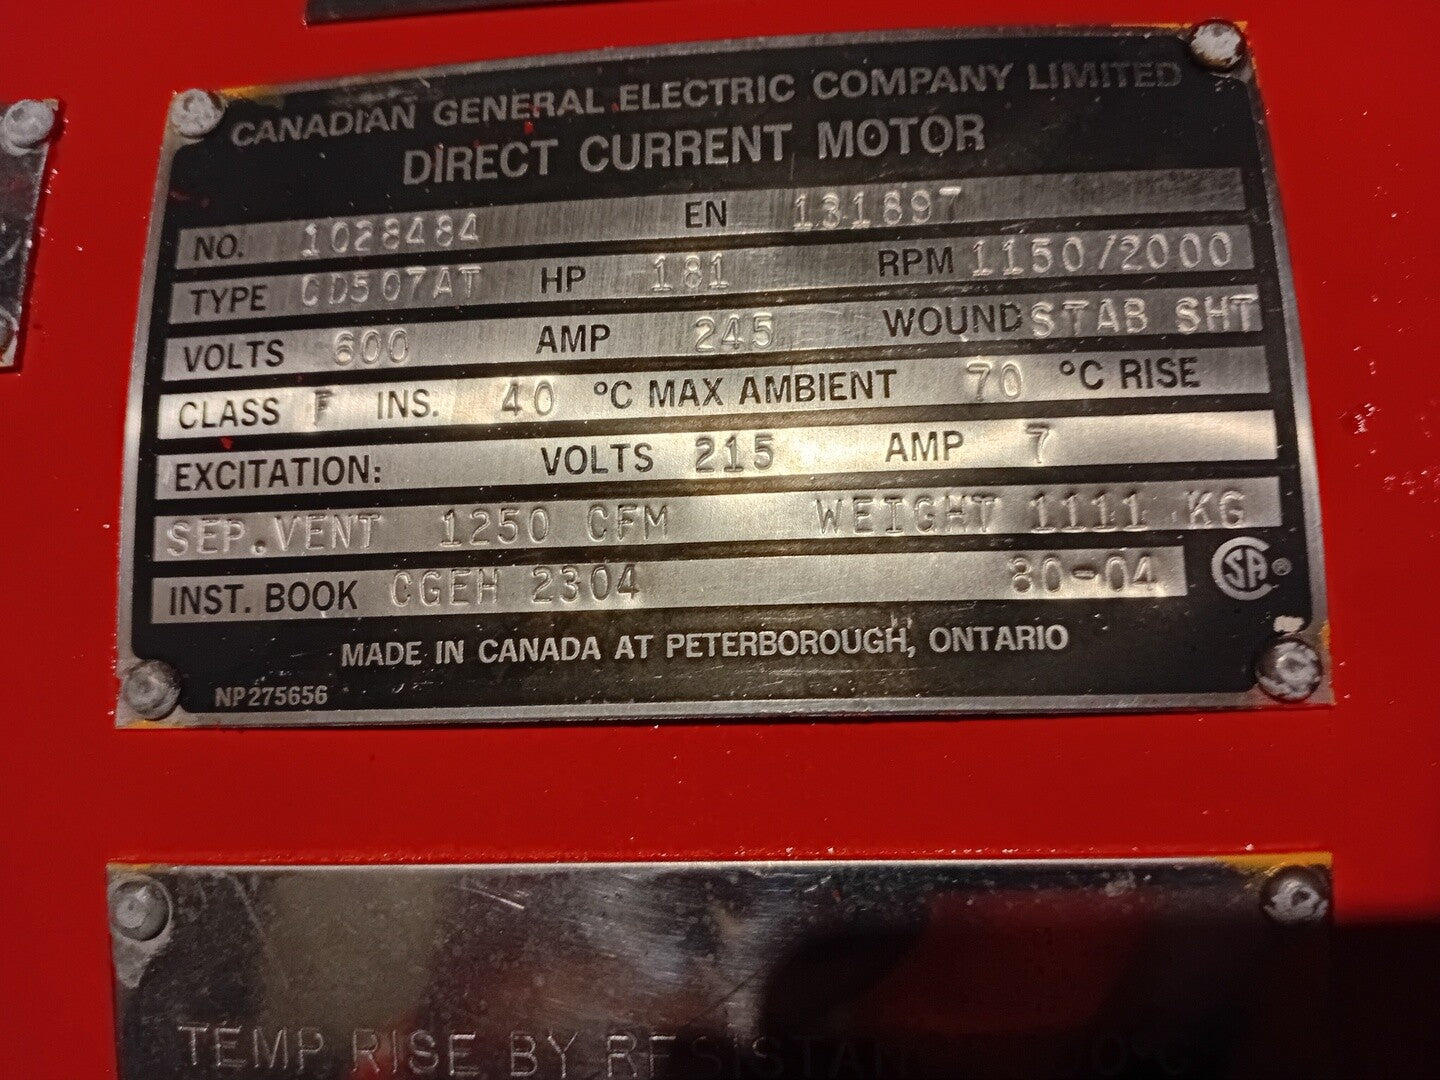 CANADIAN GENERAL ELECTRIC COMPANY LIMITED
DIRECT CURRENT MOTOR
NO. 1028484 EN 131897
TYPE CD507AT HP 181 RPM 1150/2000
VOLTS 600 AMP 245 WOUND STAB SHT
CLASS F INS. 40 °C MAX AMBIENT 70 °C RISE
EXCITATION: VOLTS 215 AMP 7
SEP.VENT 1250 CFM WEIGHT 1111 KG
INST. BOOK CGEH 2304 80-04
CSA ®
MADE IN CANADA AT PETERBOROUGH, ONTARIO
NP275656
TEMP RISE BY